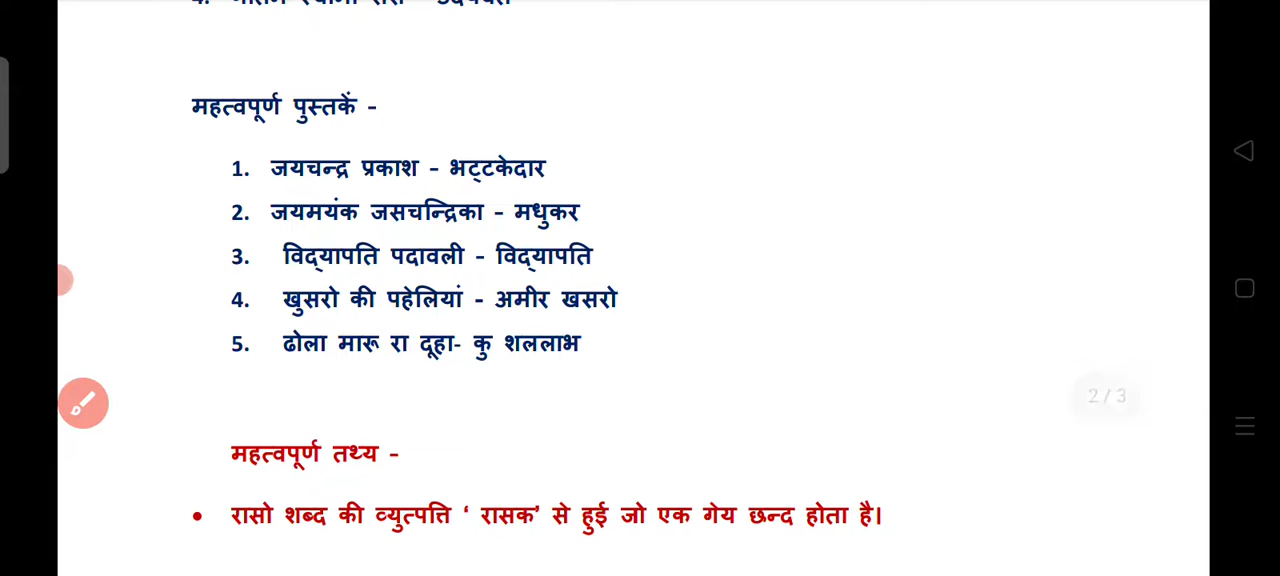 महत्वपूर्ण पुस्तकें -
1. जयचन्द्र प्रकाश - भट्टकेदार
2. जयमयंक जसचन्द्रिका - मधुकर
3. विद्यापति पदावली - विद्यापति
4. खुसरो की पहेलियां - अमीर खसरो
5. ढोला मारू रा दूहा- कु शललाभ
2 / 3
महत्वपूर्ण तथ्य -
• रासो शब्द की व्युत्पत्ति ‘ रासक’ से हुई जो एक गेय छन्द होता है।